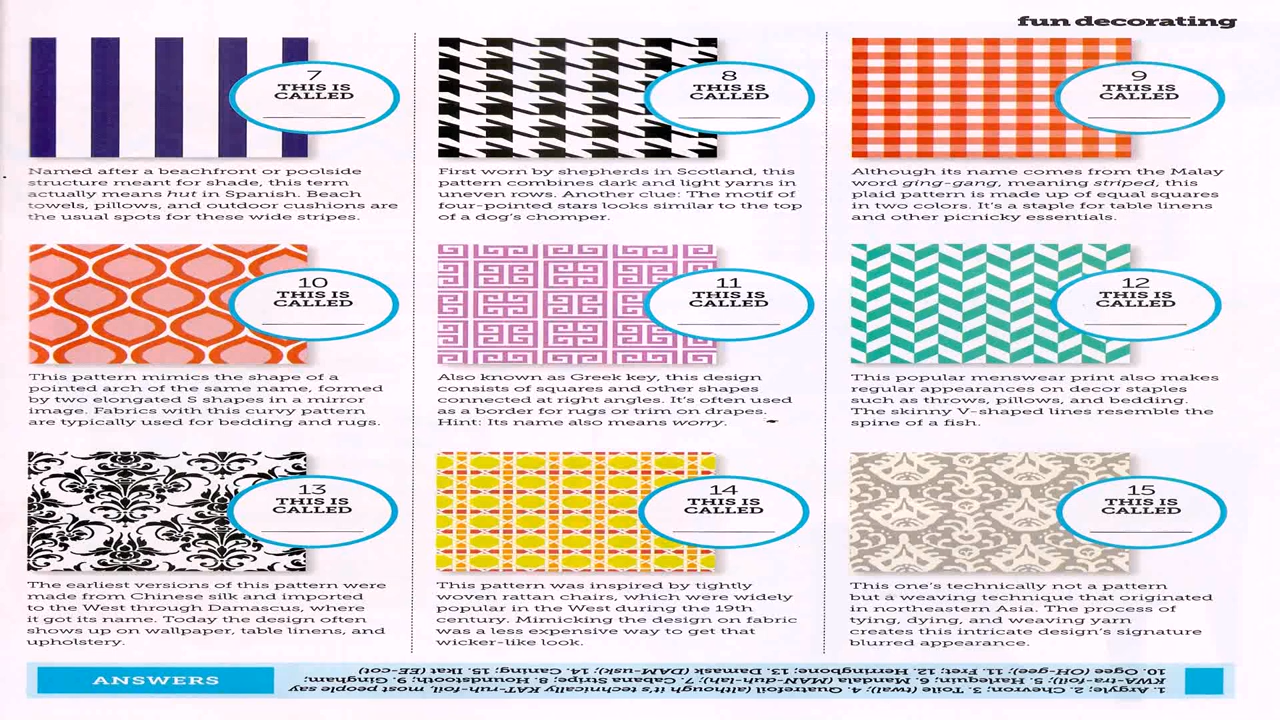 fun decorating
7
THIS IS
CALLED
Named after a beachfront or poolside
structure meant for shade, this term
actually means hut in Spanish. Beach
towels, pillows, and outdoor cushions are
the usual spots for these wide stripes.
8
THIS IS
CALLED
First worn by shepherds in Scotland, this
pattern combines dark and light yarns in
uneven rows. Another clue: The motif of
four-pointed stars looks similar to the top
of a dog's chomper.
9
THIS IS
CALLED
Although its name comes from the Malay
word ging-gang, meaning striped, this
plaid pattern is made up of equal squares
in two colors. It's a staple for table linens
and other picnicky essentials.
10
THIS IS
CALLED
This pattern mimics the shape of a
pointed arch of the same name, formed
by two elongated S shapes in a mirror
image. Fabrics with this curvy pattern
are typically used for bedding and rugs.
11
THIS IS
CALLED
Also known as Greek key, this design
consists of squares and other shapes
connected at right angles. It's often used
as a border for rugs or trim on drapes.
Hint: Its name also means worry.
12
THIS IS
CALLED
This popular menswear print also makes
regular appearances on decor staples
such as throws, pillows, and bedding.
The skinny V-shaped lines resemble the
spine of a fish.
13
THIS IS
CALLED
The earliest versions of this pattern were
made from Chinese silk and imported
to the West through Damascus, where
it got its name. Today the design often
shows up on wallpaper, table linens, and
upholstery.
14
THIS IS
CALLED
This pattern was inspired by tightly
woven rattan chairs, which were widely
popular in the West during the 19th
century. Mimicking the design on fabric
was a less expensive way to get that
wicker-like look.
15
THIS IS
CALLED
This one's technically not a pattern
but a weaving technique that originated
in northeastern Asia. The process of
tying, dying, and weaving yarn
creates this intricate design's signature
blurred appearance.
ANSWERS
1. Argyle; 2. Chevron; 3. Toile (twal); 4. Quatrefoil (although it's technically KAT-ruh-foil, most people say
KWA-tra-foil); 5. Harlequin; 6. Mandala (MAN-duh-lah); 7. Cabana Stripe; 8. Houndstooth; 9. Gingham;
10. Ogee (OH-gee); 11. Fret; 12. Herringbone; 13. Damask (DAM-usk); 14. Caning; 15. Ikat (EE-cot)